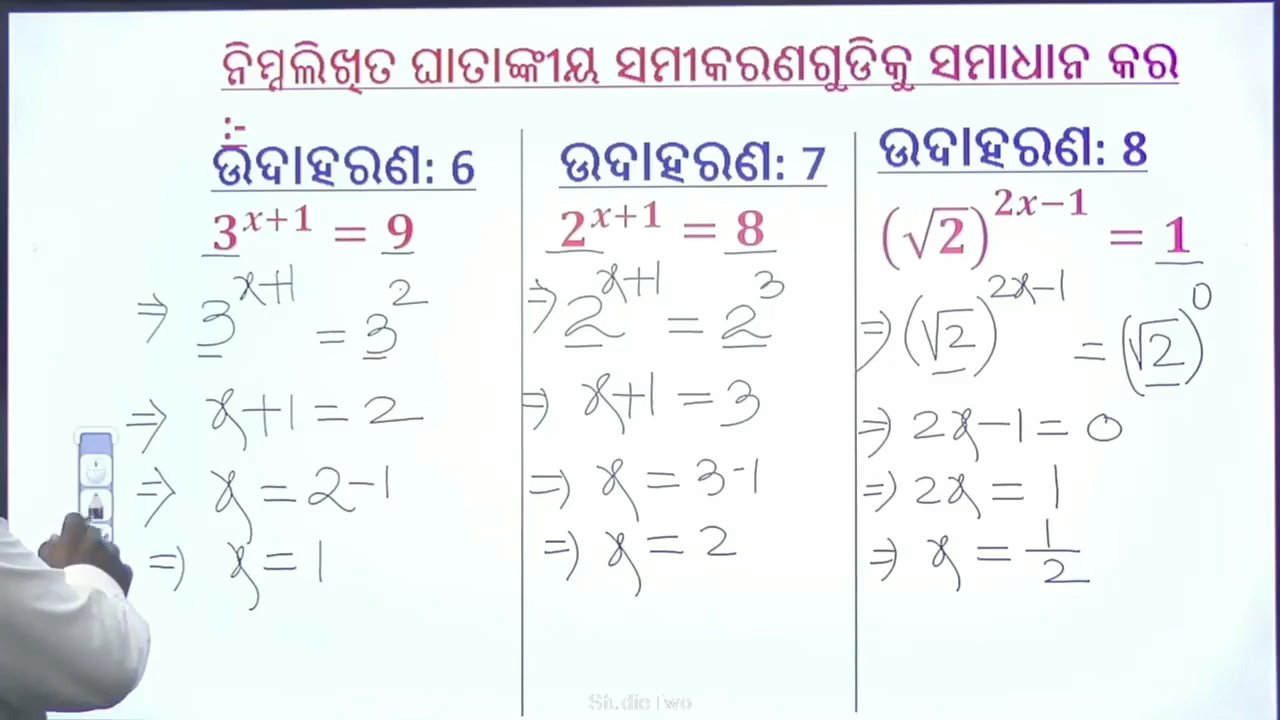 ନିମ୍ନଲିଖିତ ଘାତାଙ୍କୀୟ ସମୀକରଣଗୁଡିକୁ ସମାଧାନ କର
:-
ଉଦାହରଣ: 6
3^{x+1} = 9
⇒ 3^{x+1} = 3^2
⇒ x+1 = 2
⇒ x = 2-1
⇒ x = 1
ଉଦାହରଣ: 7
2^{x+1} = 8
⇒ 2^{x+1} = 2^3
⇒ x+1 = 3
⇒ x = 3-1
⇒ x = 2
ଉଦାହରଣ: 8
(√2)^{2x-1} = 1
⇒ (√2)^{2x-1} = (√2)^0
⇒ 2x-1 = 0
⇒ 2x = 1
⇒ x = 1/2